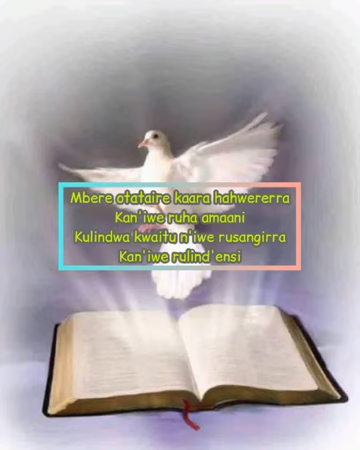 Mbere otataire kaara hahwererra
Kan'iwe ruha amaani
Kulindwa kwaitu n'iwe rusangirra
Kan'iwe rulind'ensi